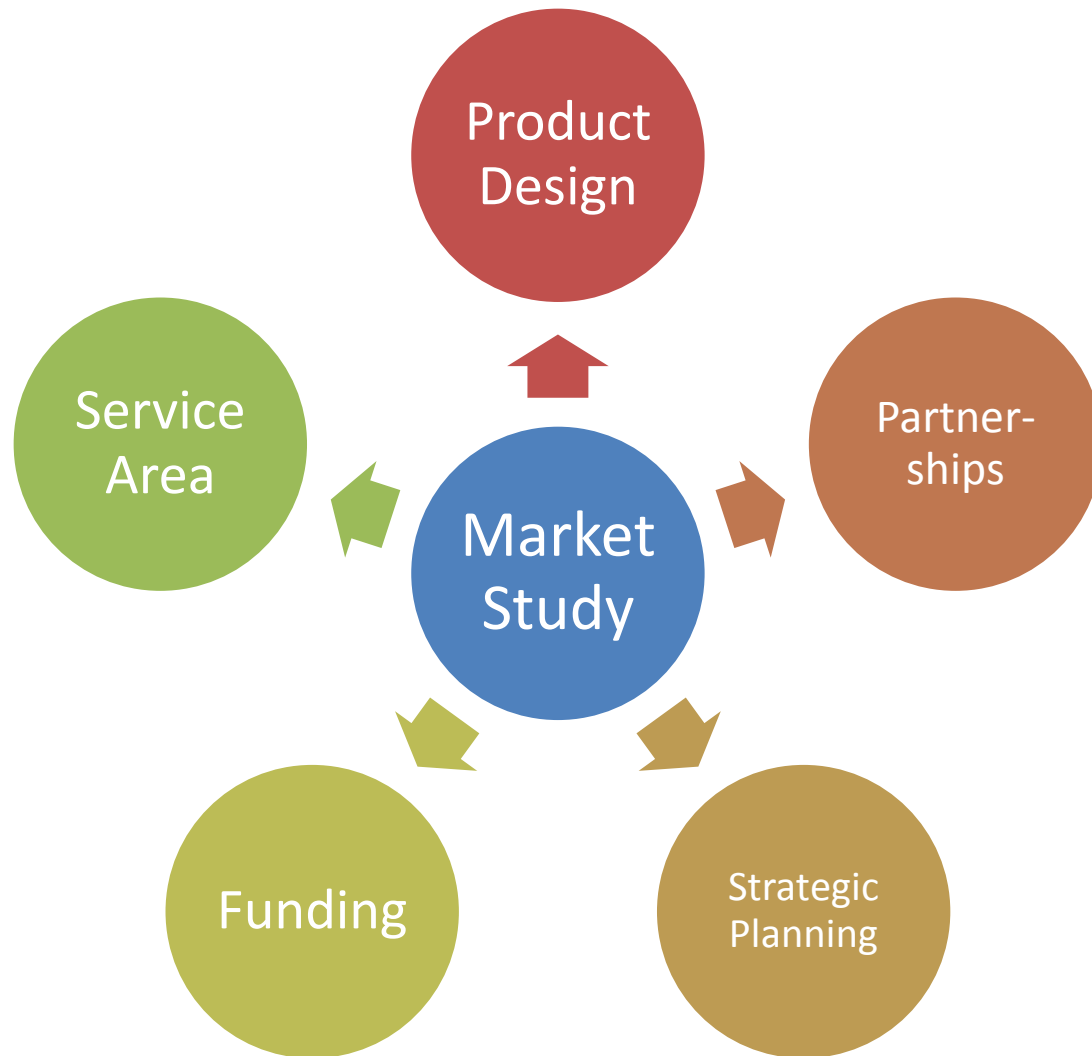 Product
Design
Partner-
ships
Strategic
Planning
Funding
Service
Area
Market
Study